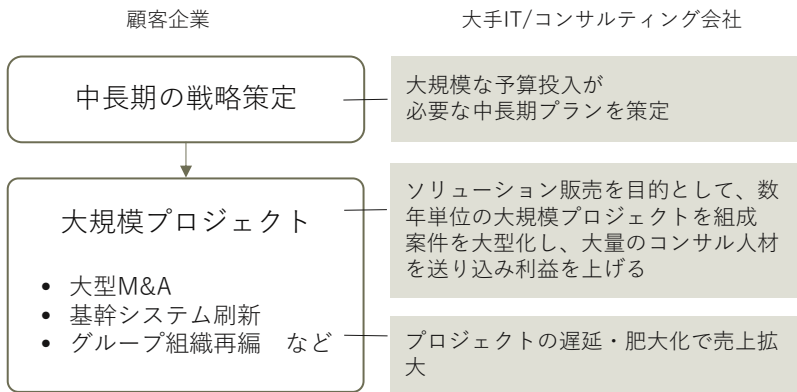 顧客企業
大手IT/コンサルティング会社
中長期の戦略策定
大規模な予算投入が
必要な中長期プランを策定
大規模プロジェクト
• 大型M&A
• 基幹システム刷新
• グループ組織再編　など
ソリューション販売を目的として、数
年単位の大規模プロジェクトを組成
案件を大型化し、大量のコンサル人材
を送り込み利益を上げる
プロジェクトの遅延・肥大化で売上拡
大